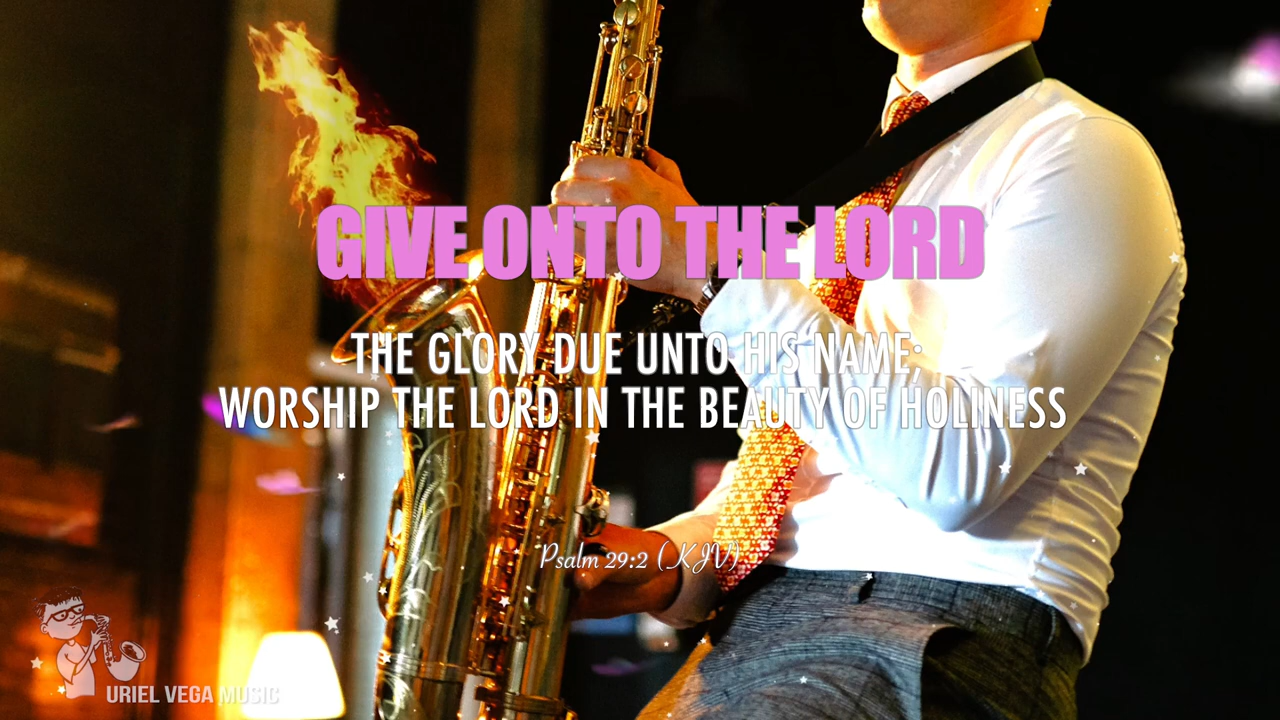 GIVE ONTO THE LORD
THE GLORY DUE UNTO HIS NAME;
WORSHIP THE LORD IN THE BEAUTY OF HOLINESS
Psalm 29:2 (KJV)
URIEL VEGA MUSIC